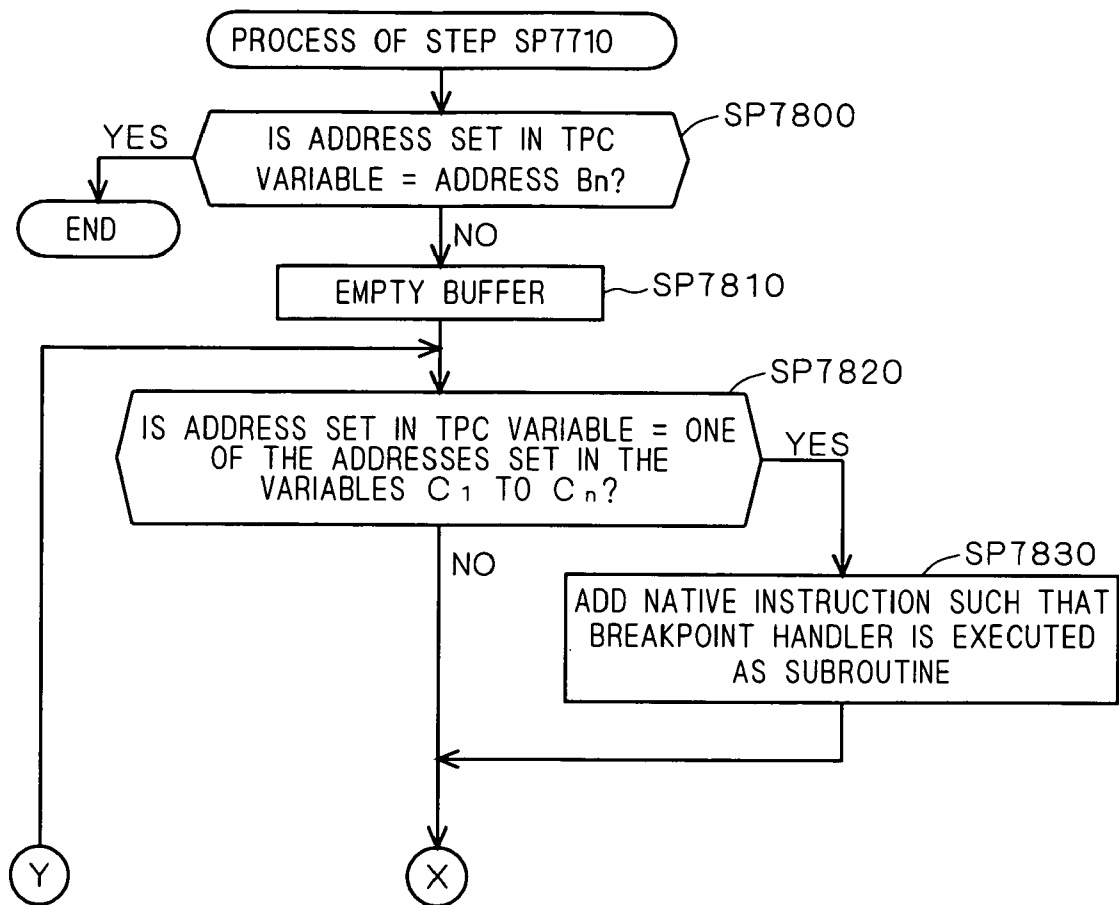 PROCESS OF STEP SP7710
SP7800
YES
IS ADDRESS SET IN TPC
VARIABLE = ADDRESS Bn?
END
NO
EMPTY BUFFER
SP7810
SP7820
IS ADDRESS SET IN TPC VARIABLE = ONE
OF THE ADDRESSES SET IN THE
VARIABLES C1 TO Cn?
YES
NO
SP7830
ADD NATIVE INSTRUCTION SUCH THAT
BREAKPOINT HANDLER IS EXECUTED
AS SUBROUTINE
Y
X